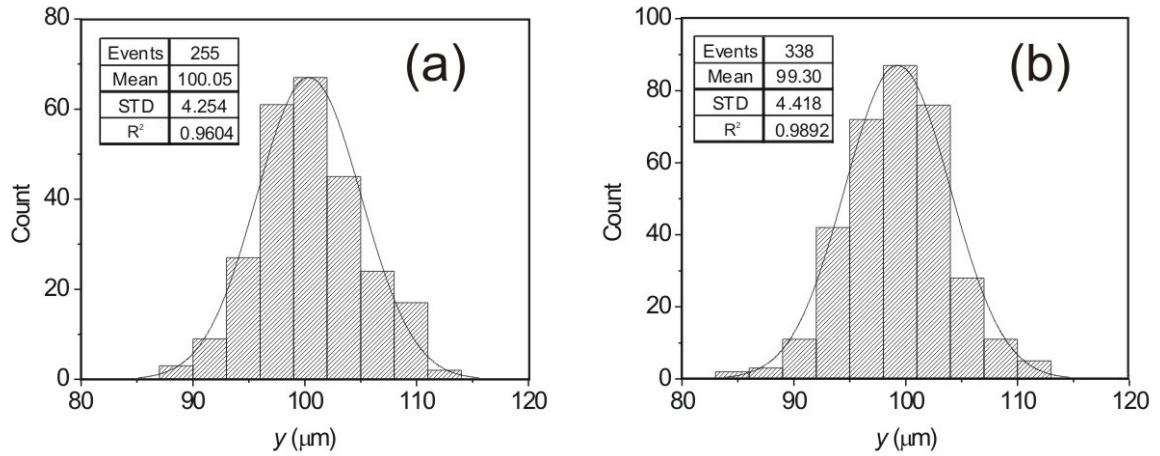 80
60
40
20
0
Count
Events 255
Mean 100.05
STD 4.254
R² 0.9604
(a)
80 90 100 110 120
y (μm)
100
80
60
40
20
0
Count
Events 338
Mean 99.30
STD 4.418
R² 0.9892
(b)
80 90 100 110 120
y (μm)